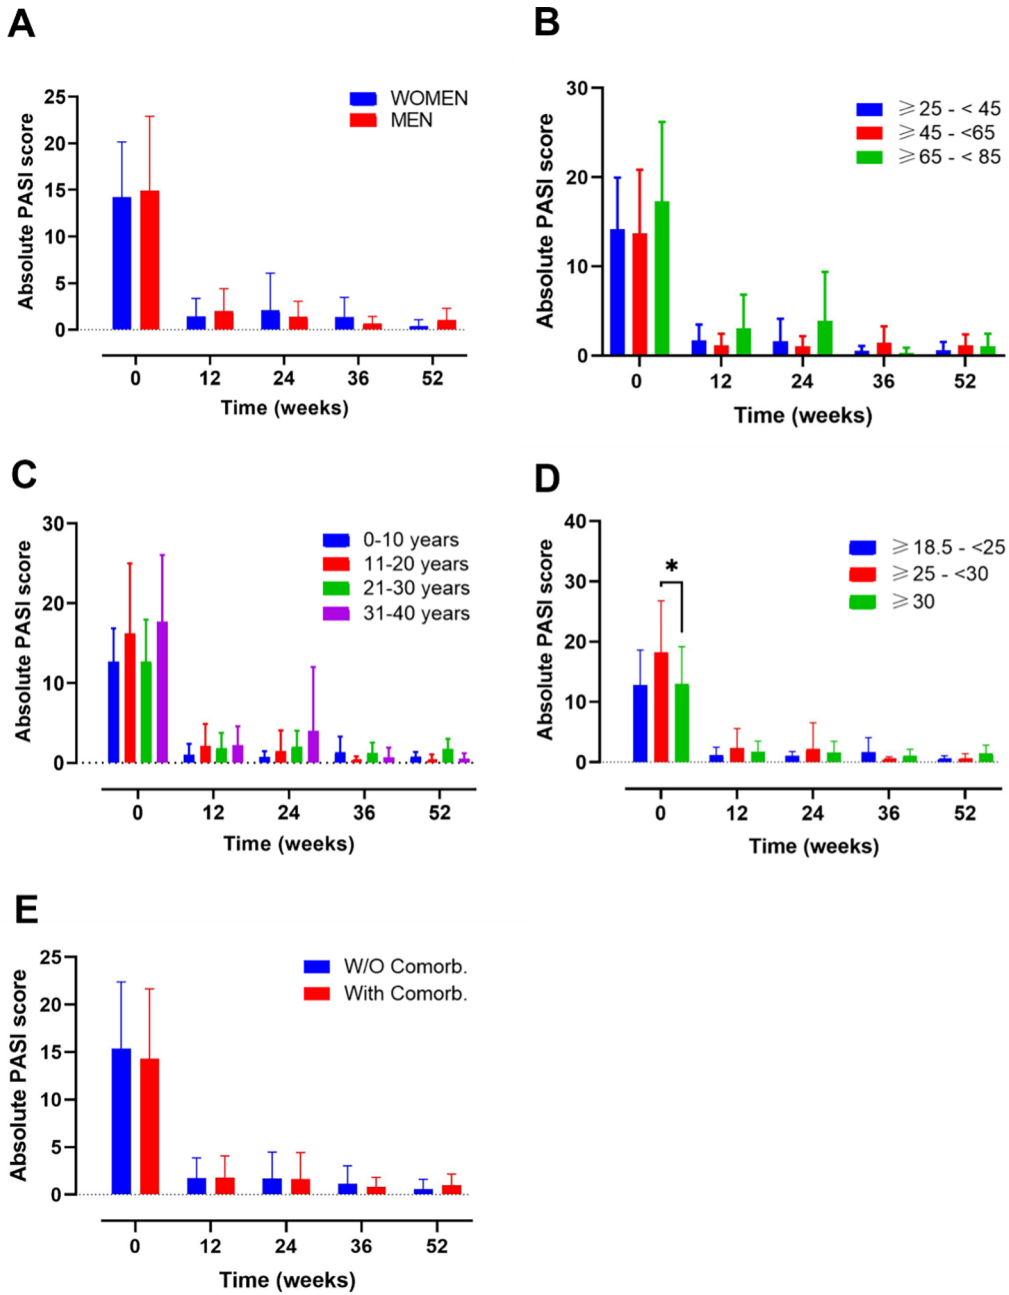 A
Absolute PASI score
25
20
15
10
5
0
WOMEN
MEN
0 12 24 36 52
Time (weeks)
B
Absolute PASI score
30
20
10
0
⩾25 - < 45
⩾45 - <65
⩾65 - < 85
0 12 24 36 52
Time (weeks)
C
Absolute PASI score
30
20
10
0
0-10 years
11-20 years
21-30 years
31-40 years
0 12 24 36 52
Time (weeks)
D
Absolute PASI score
40
30
20
10
0
*
⩾18.5 - <25
⩾25 - <30
⩾30
0 12 24 36 52
Time (weeks)
E
Absolute PASI score
25
20
15
10
5
0
W/O Comorb.
With Comorb.
0 12 24 36 52
Time (weeks)